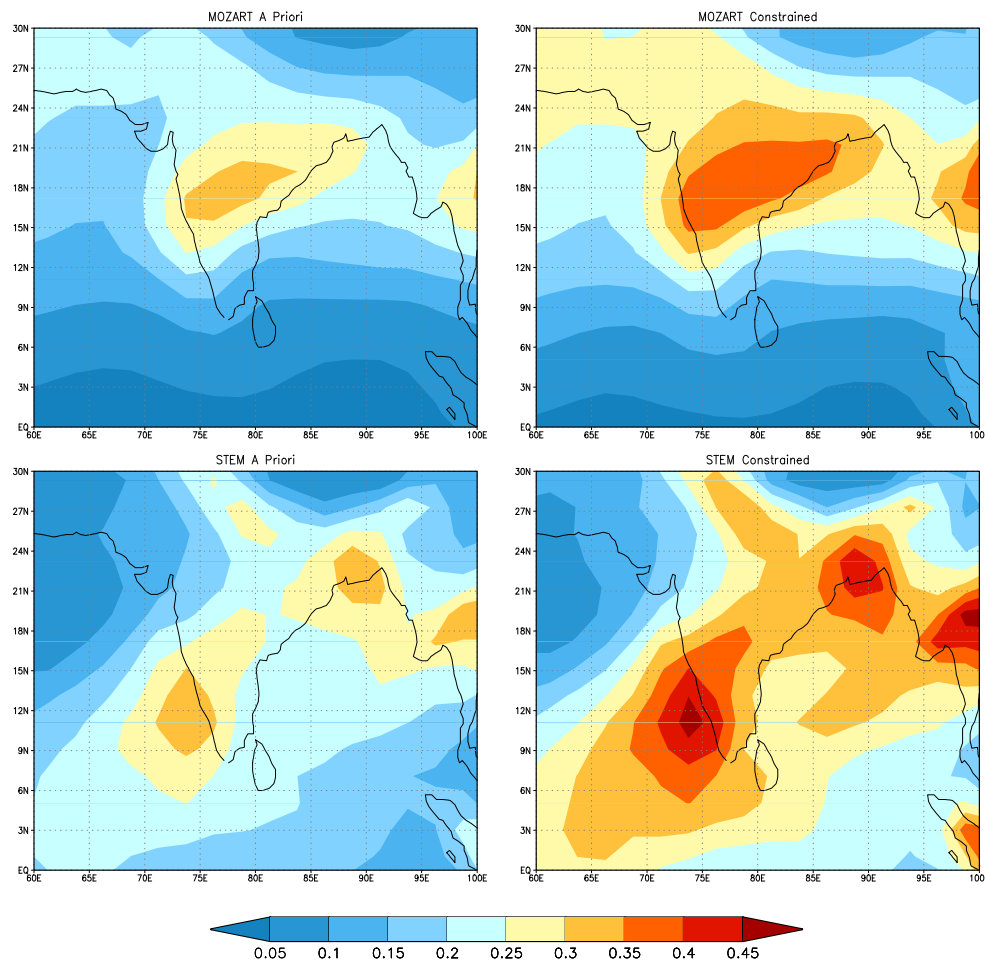 MOZART A Priori
MOZART Constrained
30N
27N
24N
21N
18N
15N
12N
9N
6N
3N
EQ
60E 65E 70E 75E 80E 85E 90E 95E 100E
30N
27N
24N
21N
18N
15N
12N
9N
6N
3N
EQ
60E 65E 70E 75E 80E 85E 90E 95E 100
STEM A Priori
STEM Constrained
30N
27N
24N
21N
18N
15N
12N
9N
6N
3N
EQ
60E 65E 70E 75E 80E 85E 90E 95E 100E
30N
27N
24N
21N
18N
15N
12N
9N
6N
3N
EQ
60E 65E 70E 75E 80E 85E 90E 95E 100
0.05 0.1 0.15 0.2 0.25 0.3 0.35 0.4 0.45